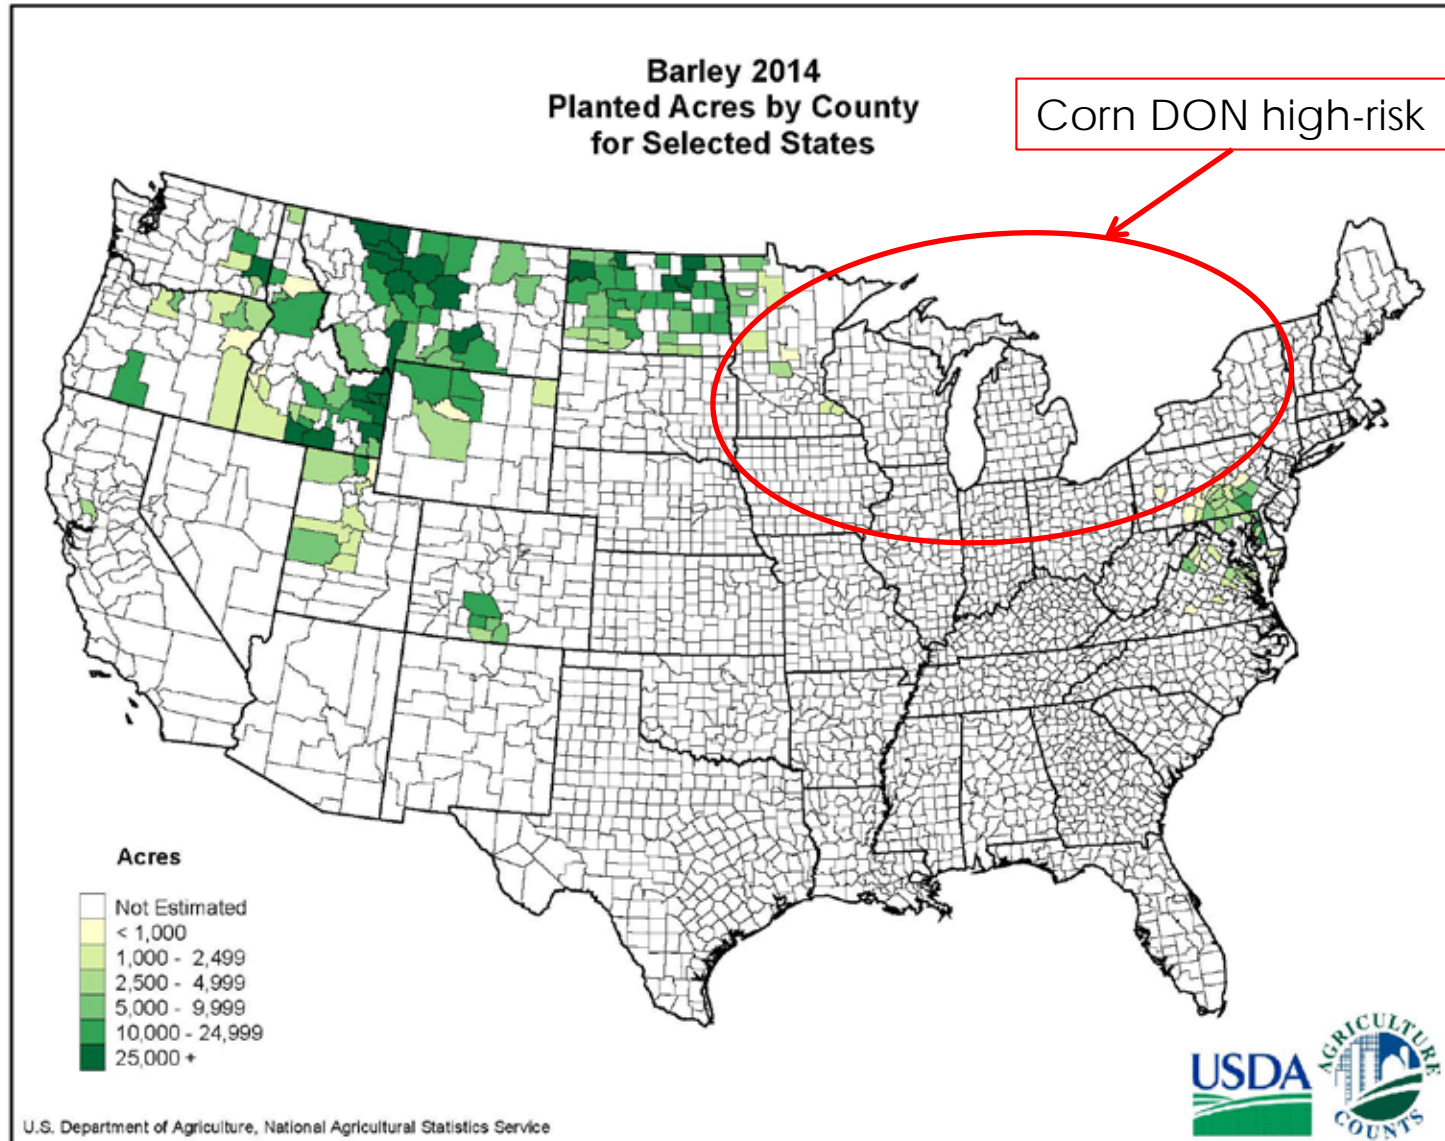 Barley 2014
Planted Acres by County
for Selected States
Corn DON high-risk
Acres
Not Estimated
< 1,000
1,000 - 2,499
2,500 - 4,999
5,000 - 9,999
10,000 - 24,999
25,000 +
USDA
AGRICULTURE
COUNTS
U.S. Department of Agriculture, National Agricultural Statistics Service